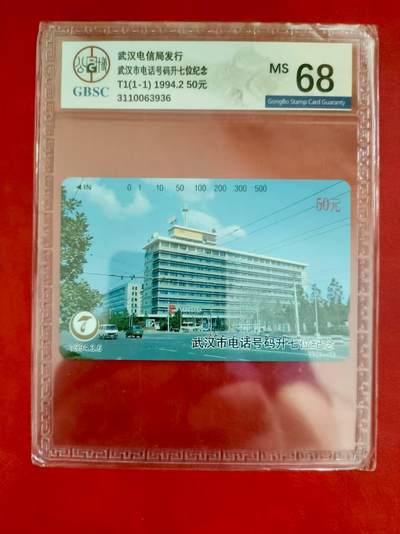 武汉电信局发行
武汉市电话号码升七位纪念
T1(1-1) 1994.2 50元
3110063936
GBSC
MS 68
GongBo Stamp Card Guaranty
IN 0 1 10 50 100 200 300 500
50元
武汉市电话号码升七位纪念